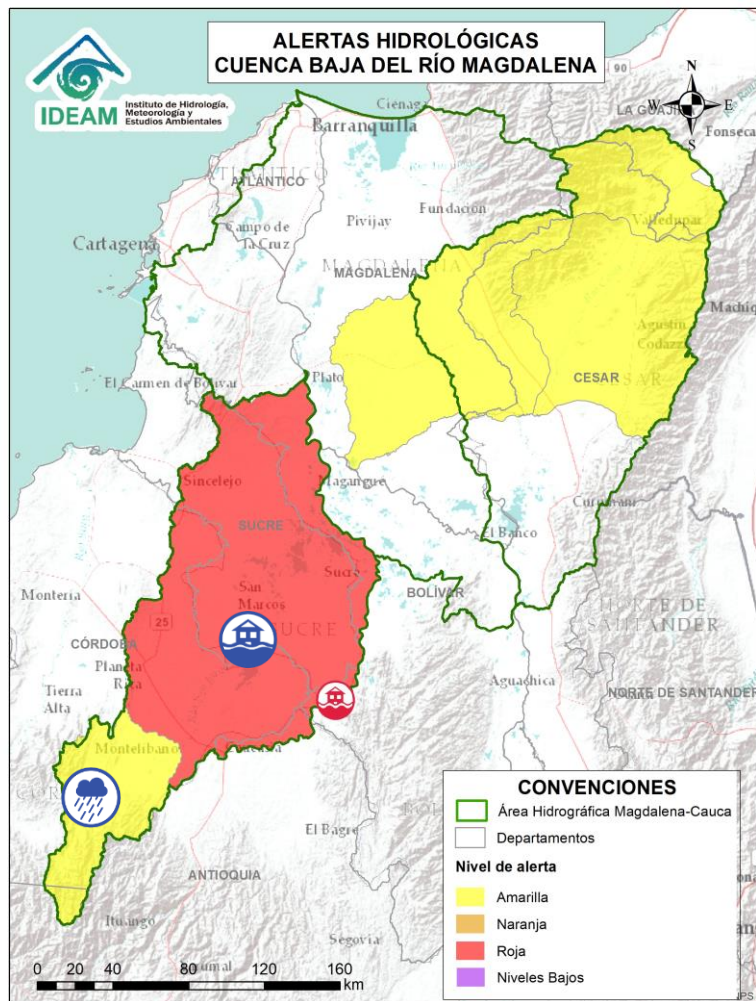 ALERTAS HIDROLÓGICAS
CUENCA BAJA DEL RÍO MAGDALENA
IDEAM
Instituto de Hidrología,
Meteorología y
Estudios Ambientales
N
W
E
S
90
LA GUAJI
Fonseca
Ciénaga
Barranquilla
ATLÁNTICO
Campo de
la Cruz
Pivijay
Fundación
Valledupar
Cartagena
MAGDALENA
Machiq
Agustín
Codazzi
El Carmen de Bolívar
Plato
CESAR
Sincelejo
Magangue
SUCRE
Curumaní
El Banco
Sucre
BOLÍVAR
San
Marcos
SUCRE
Montería
25
NORTE DE
SANTANDER
CÓRDOBA
Planeta
Rica
Tierra
Alta
Aguachica
NORTE DE SANTANDER
Montelíbano
El Bagre
ANTIOQUIA
Ituango
Segovia
CONVENCIONES
Área Hidrográfica Magdalena-Cauca
Departamentos
Nivel de alerta
Amarilla
Naranja
Roja
Niveles Bajos
0 20 40 80 120 160
km